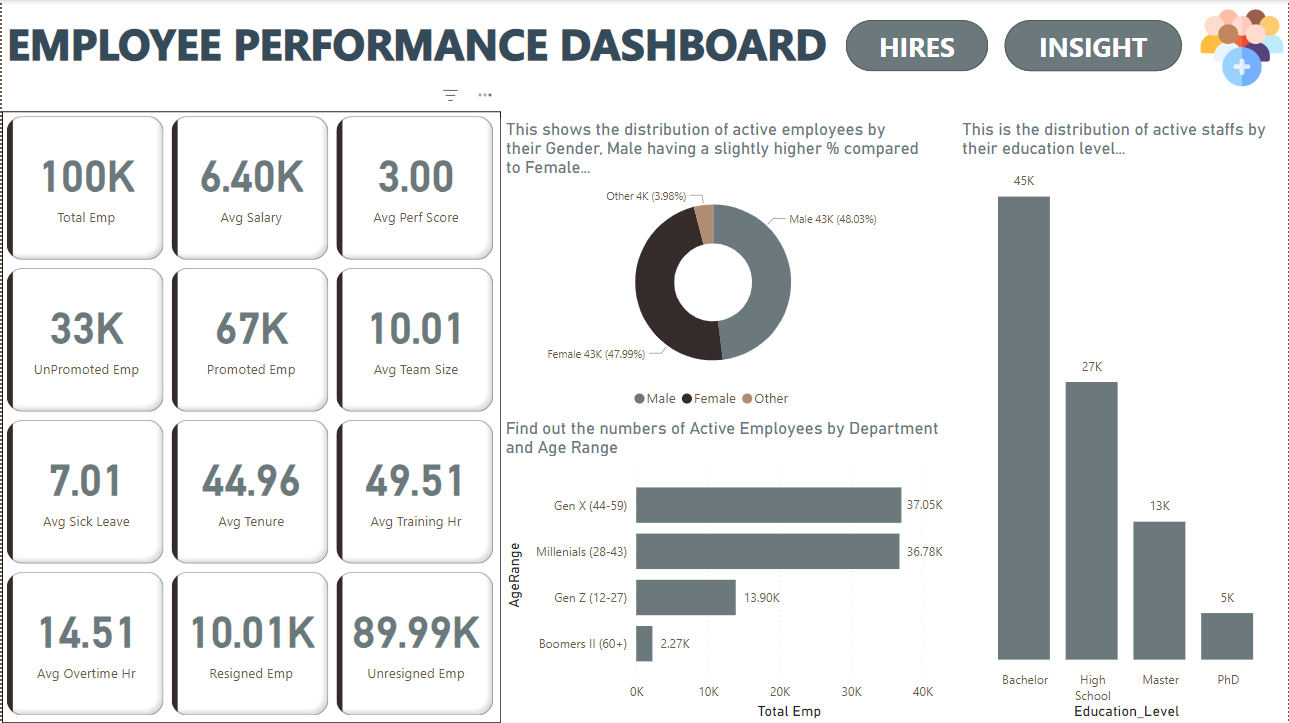 EMPLOYEE PERFORMANCE DASHBOARD
HIRES
INSIGHT
100K
Total Emp
6.40K
Avg Salary
3.00
Avg Perf Score
33K
UnPromoted Emp
67K
Promoted Emp
10.01
Avg Team Size
7.01
Avg Sick Leave
44.96
Avg Tenure
49.51
Avg Training Hr
14.51
Avg Overtime Hr
10.01K
Resigned Emp
89.99K
Unresigned Emp
This shows the distribution of active employees by
their Gender, Male having a slightly higher % compared
to Female...
Other 4K (3.98%)
Male 43K (48.03%)
Female 43K (47.99%)
Male
Female
Other
Find out the numbers of Active Employees by Department
and Age Range
AgeRange
Gen X (44-59)
37.05K
Millenials (28-43)
36.78K
Gen Z (12-27)
13.90K
Boomers II (60+)
2.27K
0K
10K
20K
30K
40K
Total Emp
This is the distribution of active staffs by
their education level...
45K
27K
13K
5K
Bachelor
High
School
Master
PhD
Education_Level